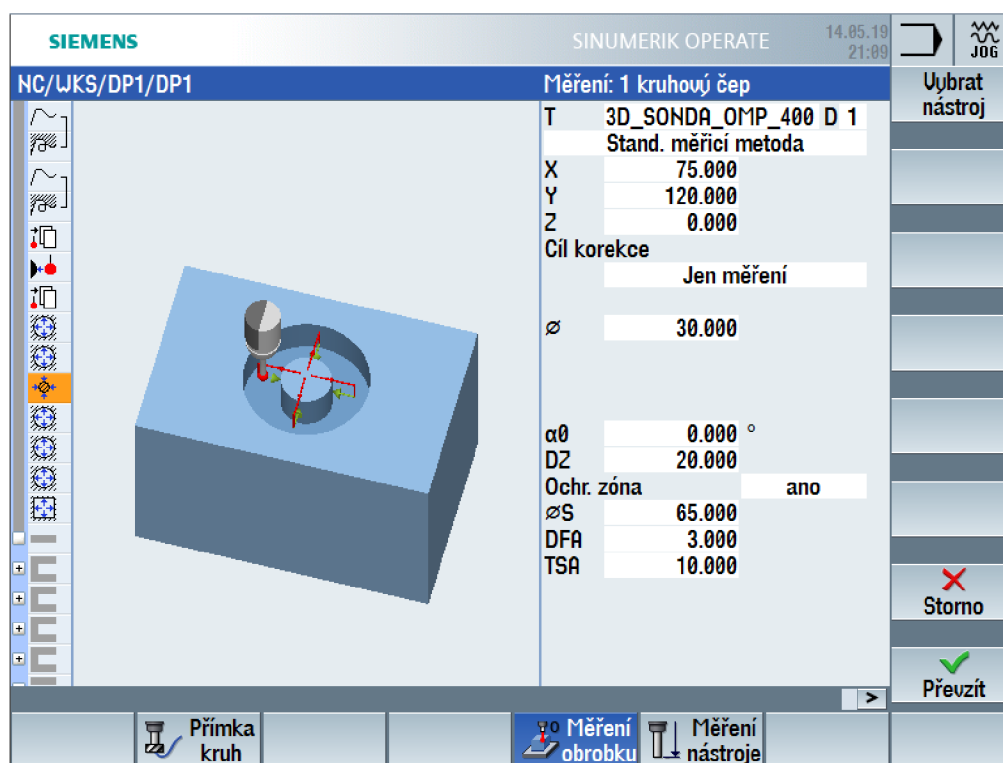 SIEMENS
SINUMERIK OPERATE
14.05.19
21:09
JOG
NC/WKS/DP1/DP1
Měření: 1 kruhový čep
Vybrat
nástroj
T 3D_SONDA_OMP_400 D 1
Stand. měřicí metoda
X 75.000
Y 120.000
Z 0.000
Cíl korekce
Jen měření
⌀ 30.000
α0 0.000 °
DZ 20.000
Ochr. zóna ano
⌀S 65.000
DFA 3.000
TSA 10.000
Storno
Převzít
>
Přímka
kruh
Měření
obrobku
Měření
nástroje